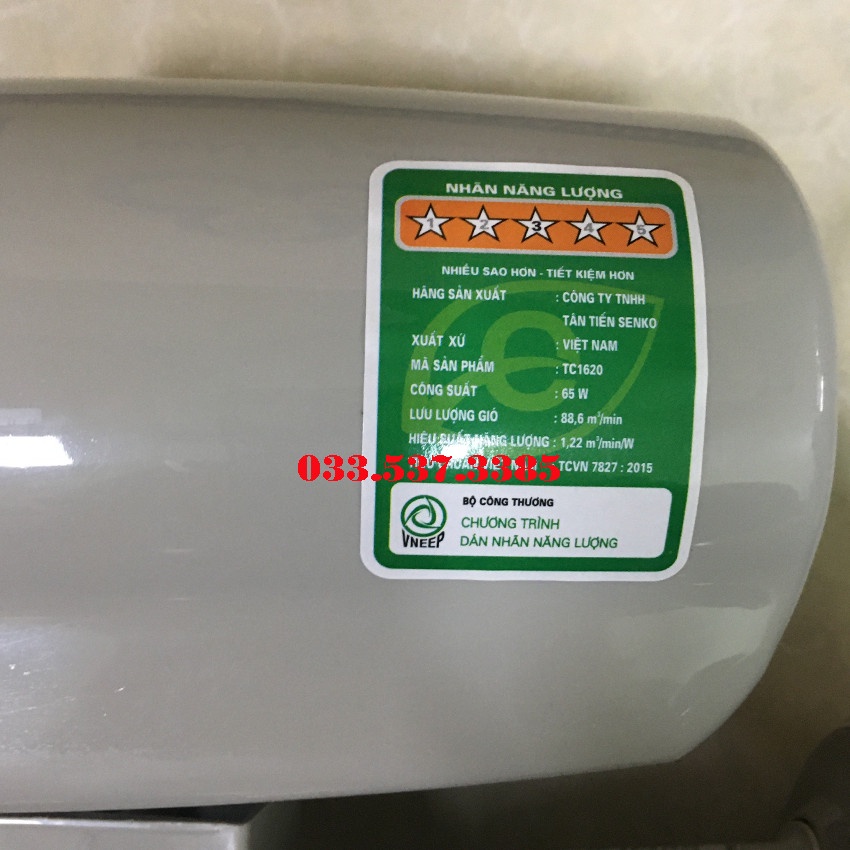 NHÃN NĂNG LƯỢNG
1 2 3 4 5
NHIỀU SAO HƠN - TIẾT KIỆM HƠN
HÃNG SẢN XUẤT : CÔNG TY TNHH
TÂN TIẾN SENKO
XUẤT XỨ : VIỆT NAM
MÃ SẢN PHẨM : TC1620
CÔNG SUẤT : 65 W
LƯU LƯỢNG GIÓ : 88,6 m³/min
HIỆU SUẤT NĂNG LƯỢNG : 1,22 m³/min/W
033.537.3385
: TCVN 7827 : 2015
BỘ CÔNG THƯƠNG
VNEEP
CHƯƠNG TRÌNH
DÁN NHÃN NĂNG LƯỢNG